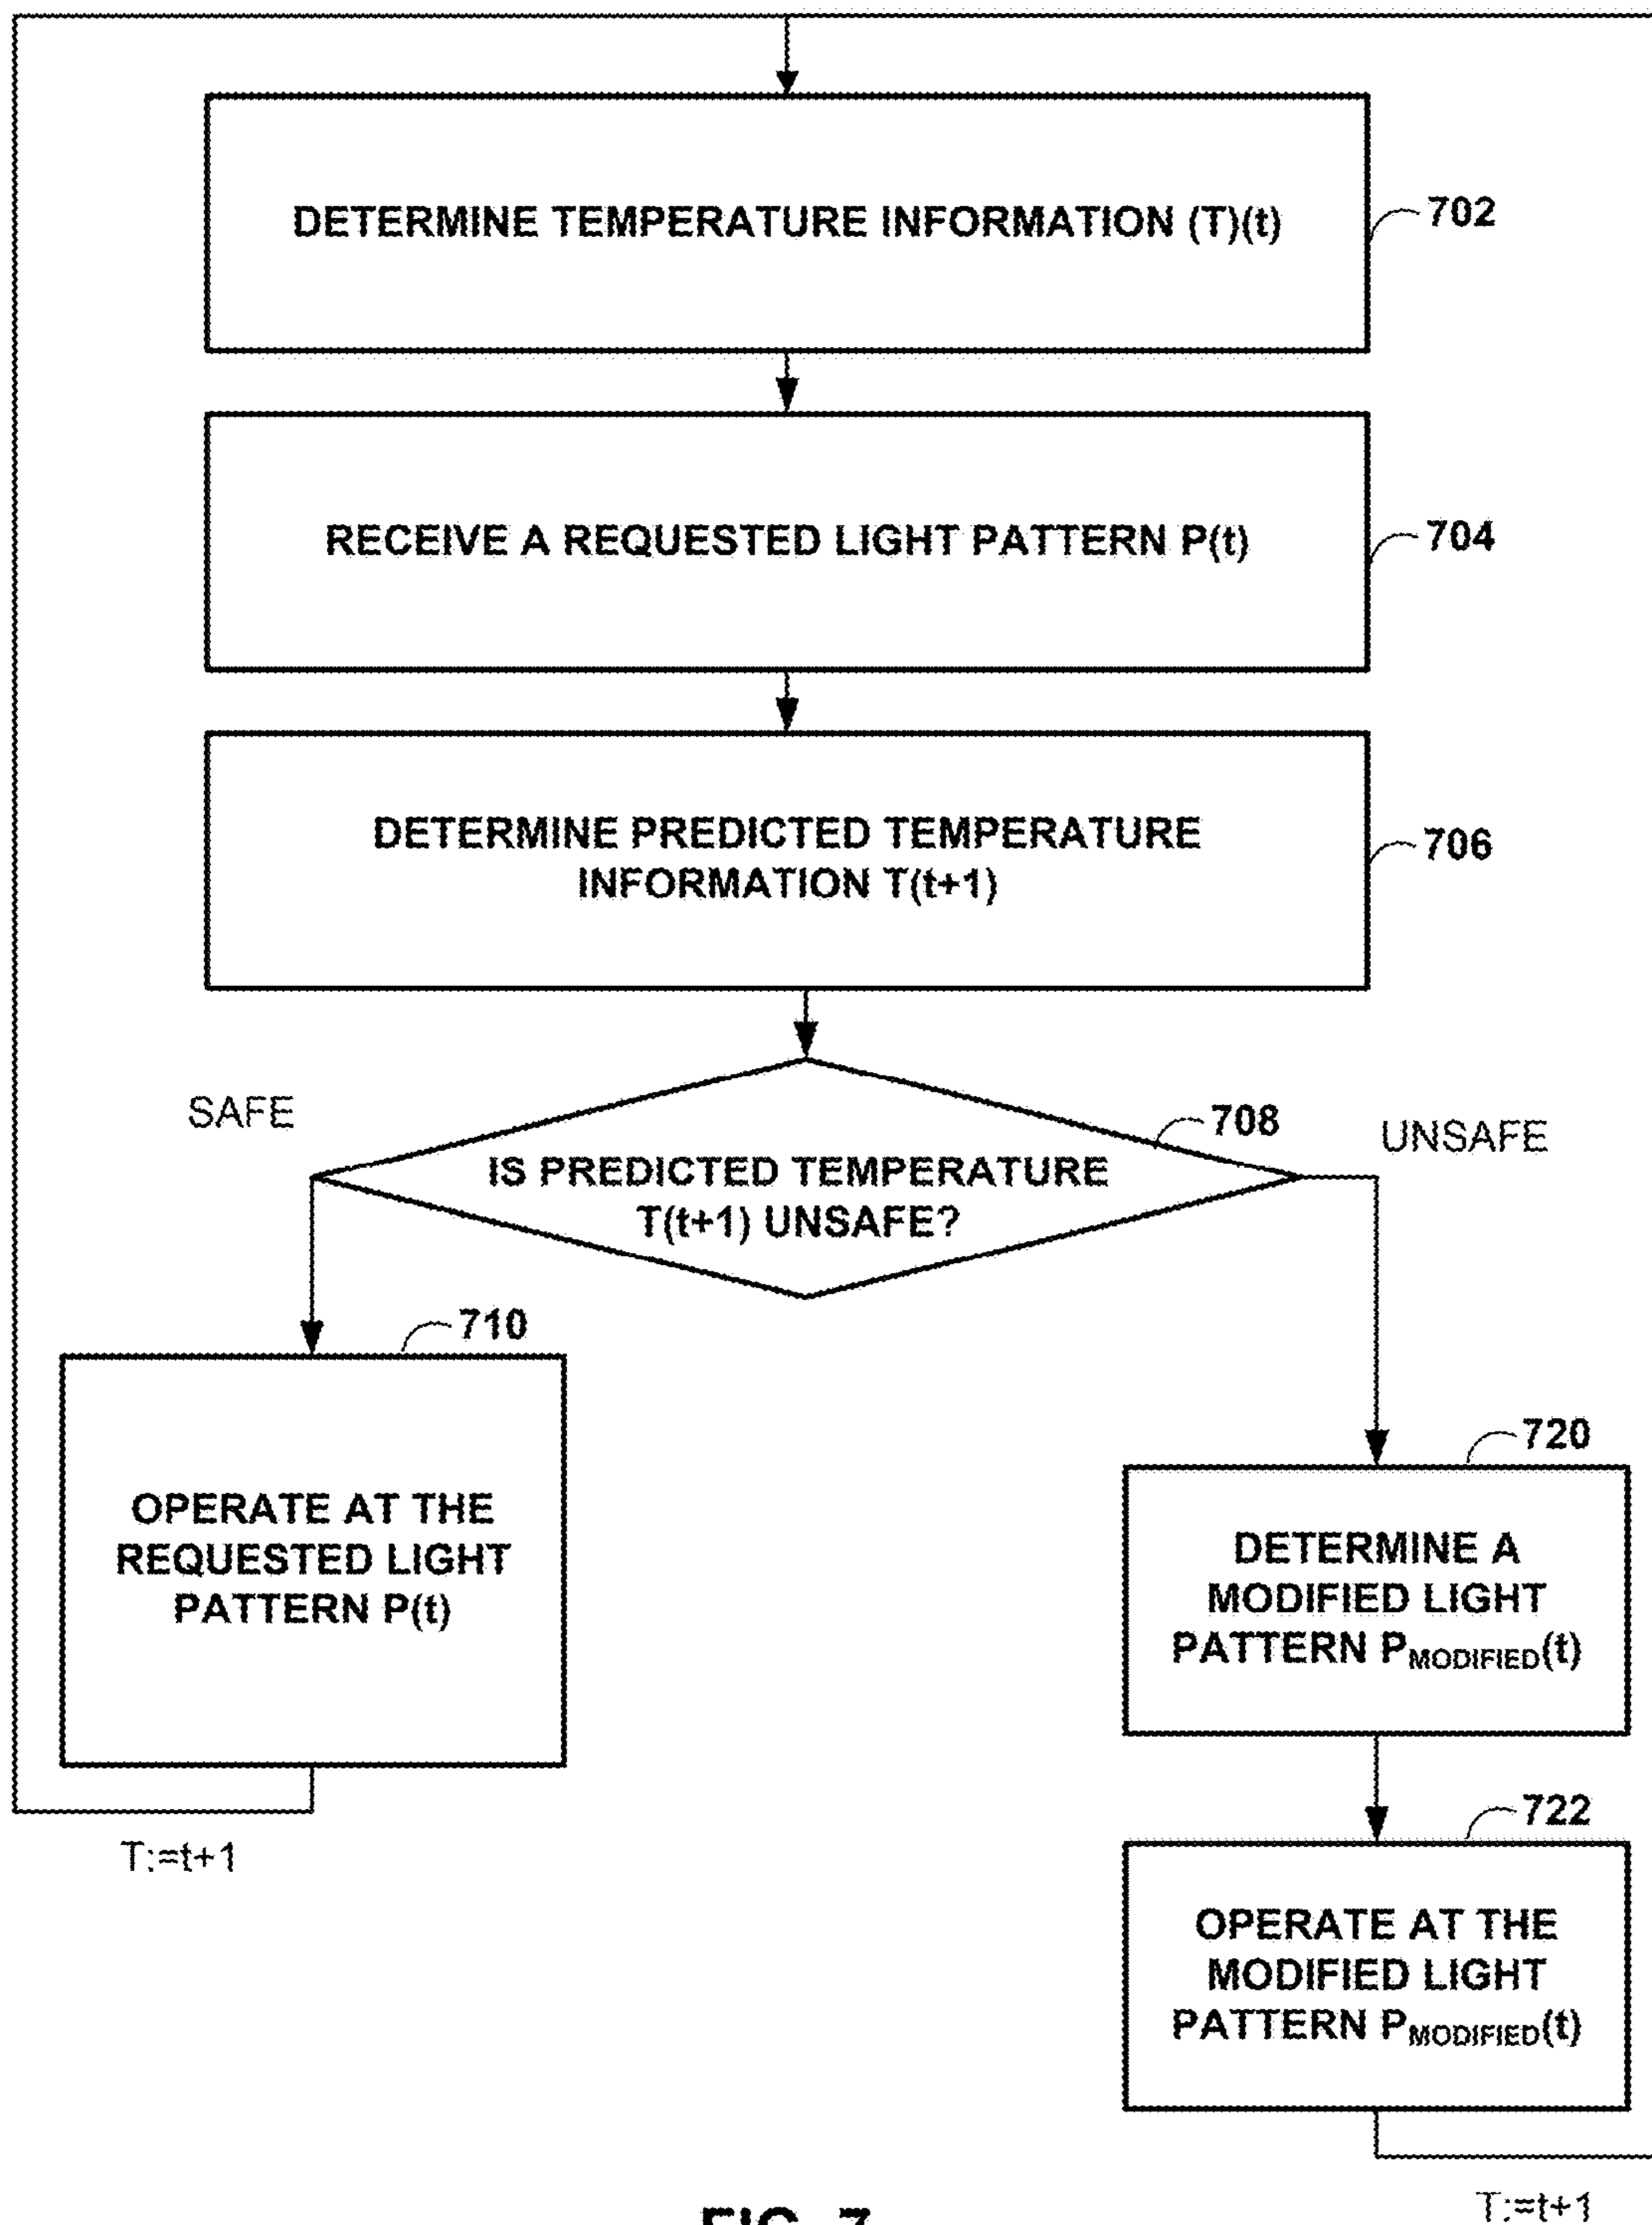 DETERMINE TEMPERATURE INFORMATION (T)(t)
702
RECEIVE A REQUESTED LIGHT PATTERN P(t)
704
DETERMINE PREDICTED TEMPERATURE
INFORMATION T(t+1)
706
SAFE
708
UNSAFE
IS PREDICTED TEMPERATURE
T(t+1) UNSAFE?
710
OPERATE AT THE
REQUESTED LIGHT
PATTERN P(t)
T:=t+1
720
DETERMINE A
MODIFIED LIGHT
PATTERN PMODIFIED(t)
722
OPERATE AT THE
MODIFIED LIGHT
PATTERN PMODIFIED(t)
T:=t+1
FIG. 7